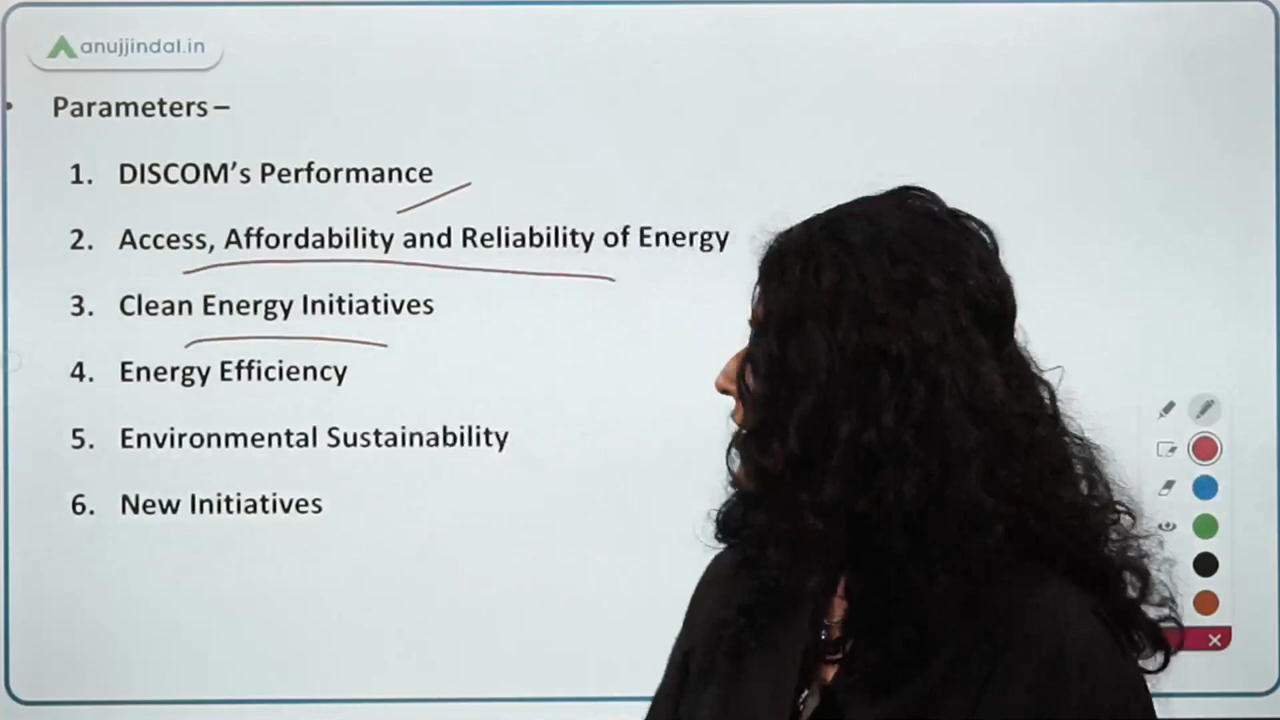 anujjindal.in
• Parameters –
1. DISCOM’s Performance
2. Access, Affordability and Reliability of Energy
3. Clean Energy Initiatives
4. Energy Efficiency
5. Environmental Sustainability
6. New Initiatives